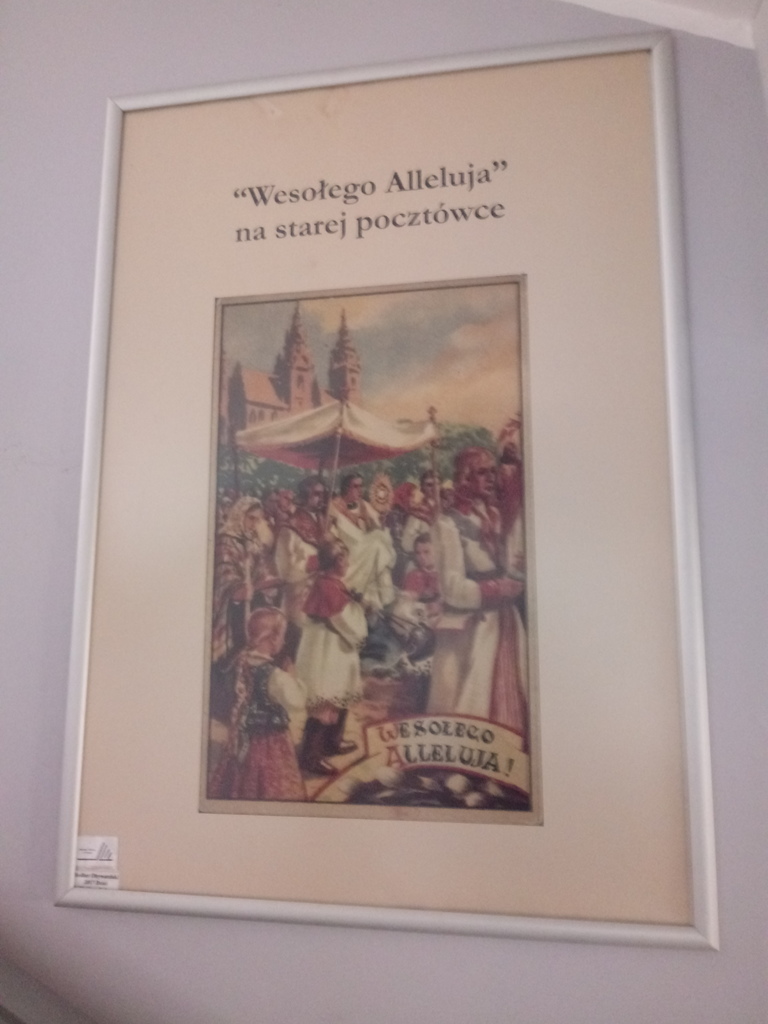 “Wesołego Alleluja”
na starej pocztówce
WESOŁEGO
ALLELUJA!